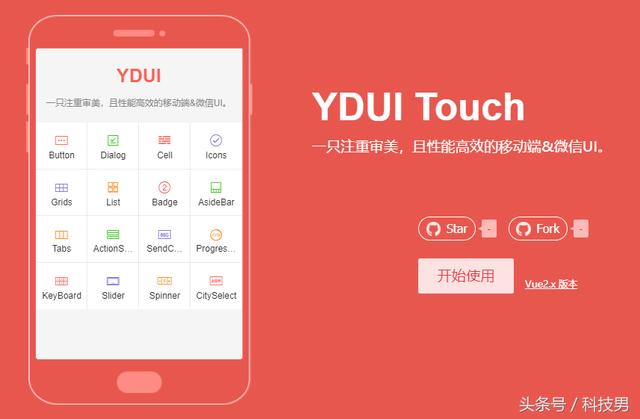 YDUI
一只注重审美，且性能高效的移动端&微信UI。
Button Dialog Cell Icons
Grids List Badge AsideBar
Tabs ActionS... SendC... Progres...
KeyBoard Slider Spinner CitySelect
YDUI Touch
一只注重审美，且性能高效的移动端&微信UI。
Star - Fork -
开始使用 Vue2.x 版本
头条号 / 科技男